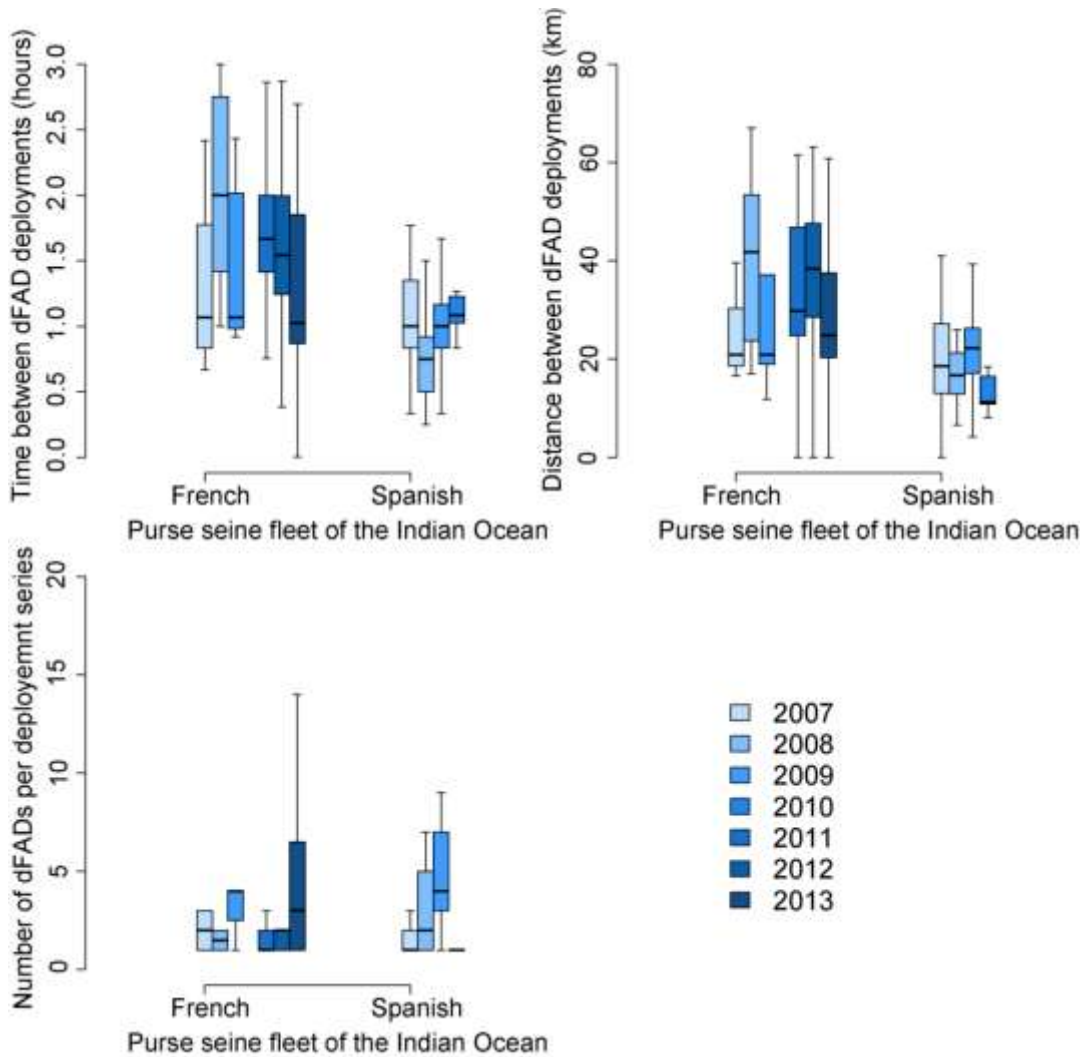 Time between dFAD deployments (hours)
0.0 0.5 1.0 1.5 2.0 2.5 3.0
French Spanish
Purse seine fleet of the Indian Ocean
Distance between dFAD deployments (km)
0 20 40 60 80
French Spanish
Purse seine fleet of the Indian Ocean
Number of dFADs per deployemnt series
0 5 10 15 20
French Spanish
Purse seine fleet of the Indian Ocean
2007
2008
2009
2010
2011
2012
2013